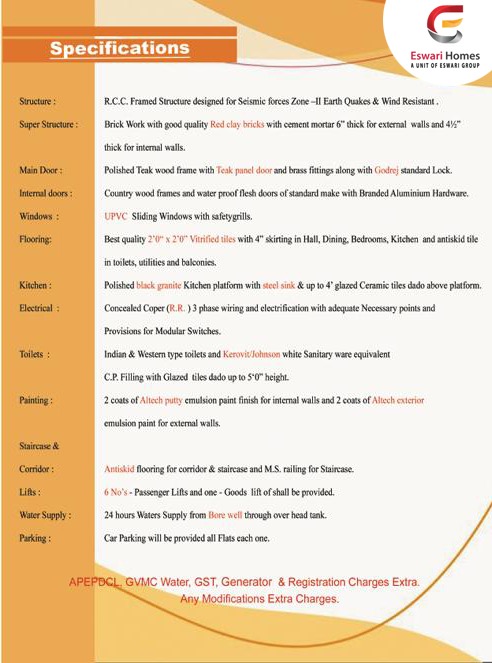 Eswari Homes
A UNIT OF ESWARI GROUP
Specifications
Structure : R.C.C. Framed Structure designed for Seismic forces Zone –II Earth Quakes & Wind Resistant .
Super Structure : Brick Work with good quality Red clay bricks with cement mortar 6” thick for external walls and 4½”
thick for internal walls.
Main Door : Polished Teak wood frame with Teak panel door and brass fittings along with Godrej standard Lock.
Internal doors : Country wood frames and water proof flesh doors of standard make with Branded Aluminium Hardware.
Windows : UPVC Sliding Windows with safetygrills.
Flooring: Best quality 2’0“ x 2’0” Vitrified tiles with 4” skirting in Hall, Dining, Bedrooms, Kitchen and antiskid tile
in toilets, utilities and balconies.
Kitchen : Polished black granite Kitchen platform with steel sink & up to 4’ glazed Ceramic tiles dado above platform.
Electrical : Concealed Coper (R.R. ) 3 phase wiring and electrification with adequate Necessary points and
Provisions for Modular Switches.
Toilets : Indian & Western type toilets and Kerovit/Johnson white Sanitary ware equivalent
C.P. Filling with Glazed tiles dado up to 5‘0” height.
Painting : 2 coats of Altech putty emulsion paint finish for internal walls and 2 coats of Altech exterior
emulsion paint for external walls.
Staircase &
Corridor : Antiskid flooring for corridor & staircase and M.S. railing for Staircase.
Lifts : 6 No’s - Passenger Lifts and one - Goods lift of shall be provided.
Water Supply : 24 hours Waters Supply from Bore well through over head tank.
Parking : Car Parking will be provided all Flats each one.
APEPDCL, GVMC Water, GST, Generator & Registration Charges Extra.
Any Modifications Extra Charges.